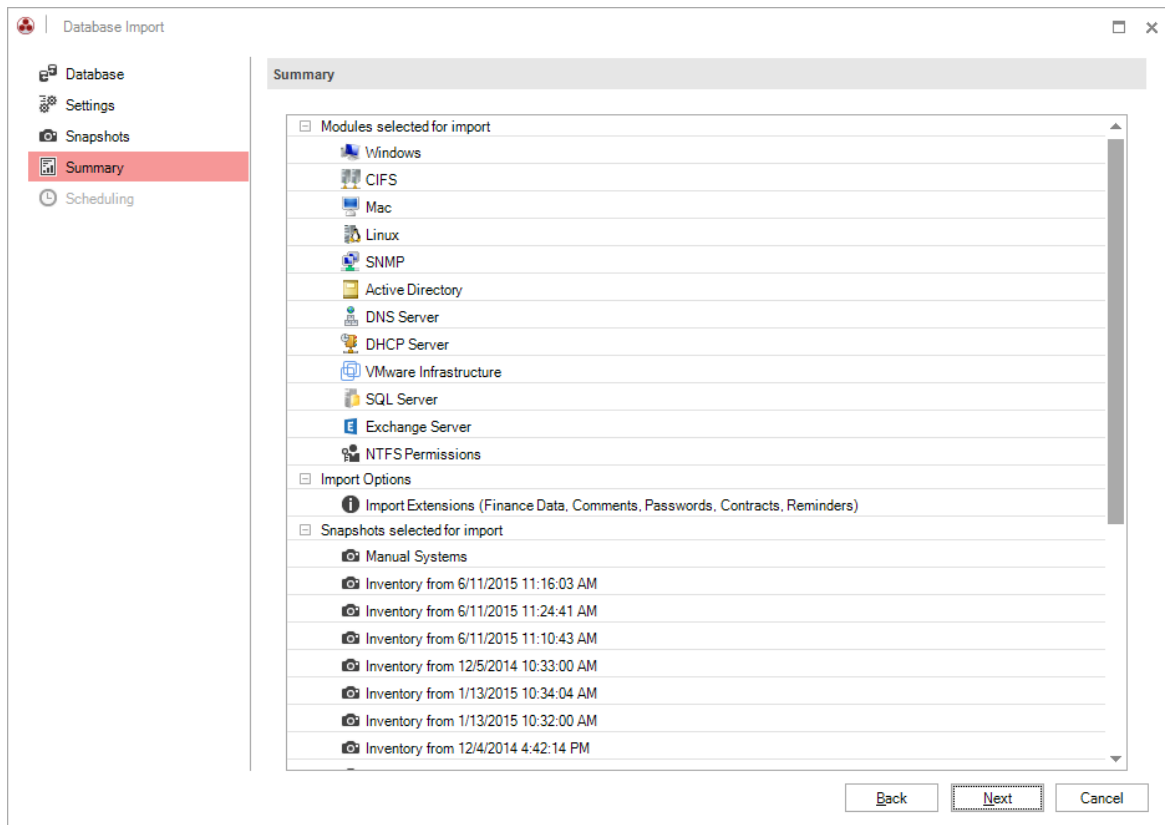 Database Import
Database
Settings
Snapshots
Summary
Scheduling
Summary
Modules selected for import
Windows
CIFS
Mac
Linux
SNMP
Active Directory
DNS Server
DHCP Server
VMware Infrastructure
SQL Server
Exchange Server
NTFS Permissions
Import Options
Import Extensions (Finance Data, Comments, Passwords, Contracts, Reminders)
Snapshots selected for import
Manual Systems
Inventory from 6/11/2015 11:16:03 AM
Inventory from 6/11/2015 11:24:41 AM
Inventory from 6/11/2015 11:10:43 AM
Inventory from 12/5/2014 10:33:00 AM
Inventory from 1/13/2015 10:34:04 AM
Inventory from 1/13/2015 10:32:00 AM
Inventory from 12/4/2014 4:42:14 PM
Back Next Cancel